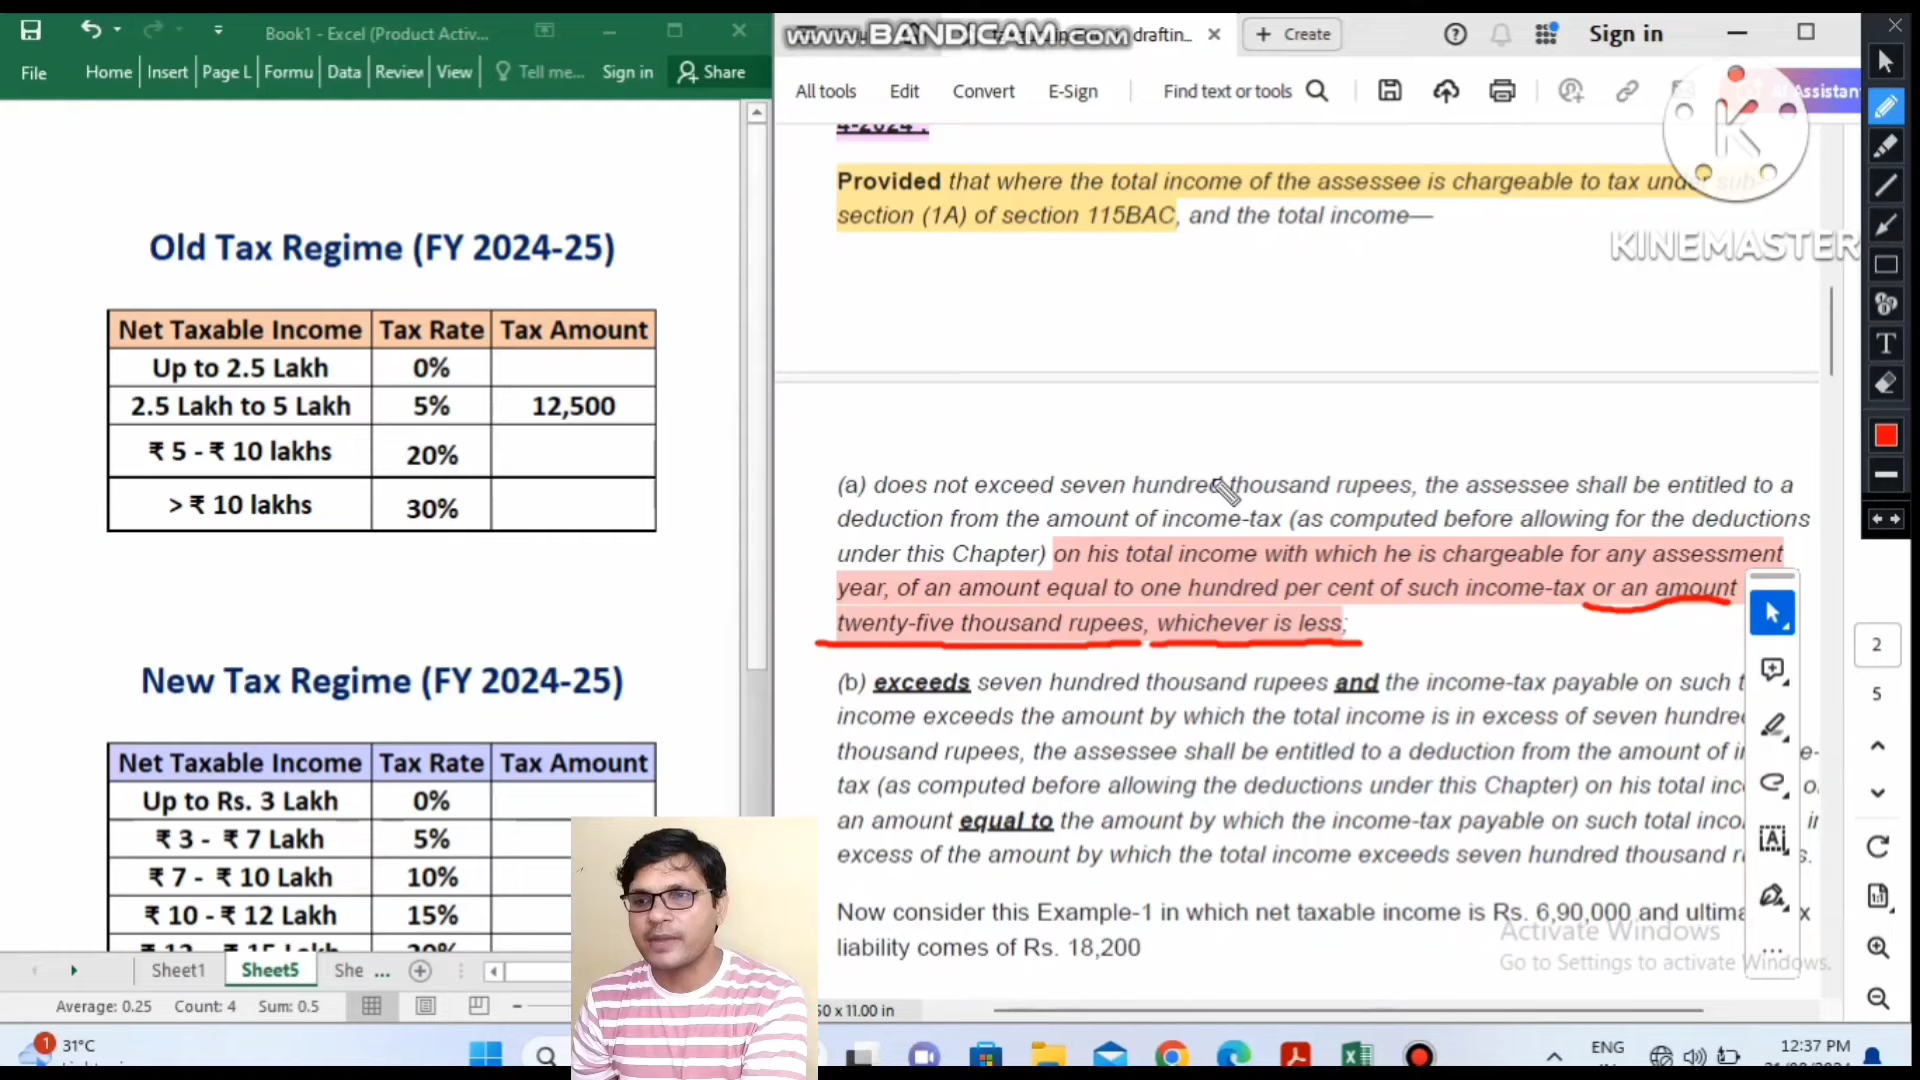 Book1 - Excel (Product Activ...
File Home Insert Page L Formu Data Review View Tell me... Sign in Share
Old Tax Regime (FY 2024-25)
Net Taxable Income Tax Rate Tax Amount
Up to 2.5 Lakh 0%
2.5 Lakh to 5 Lakh 5% 12,500
₹ 5 - ₹ 10 lakhs 20%
> ₹ 10 lakhs 30%
New Tax Regime (FY 2024-25)
Net Taxable Income Tax Rate Tax Amount
Up to Rs. 3 Lakh 0%
₹ 3 - ₹ 7 Lakh 5%
₹ 7 - ₹ 10 Lakh 10%
₹ 10 - ₹ 12 Lakh 15%
Sheet1 Sheet5 She ...
Average: 0.25 Count: 4 Sum: 0.5
1 31°C
www.BANDICAM.com
draftin... Create Sign in
All tools Edit Convert E-Sign Find text or tools AI Assistan
K
KINEMASTER
4-2024 :
Provided that where the total income of the assessee is chargeable to tax under sub-
section (1A) of section 115BAC, and the total income—
(a) does not exceed seven hundred thousand rupees, the assessee shall be entitled to a
deduction from the amount of income-tax (as computed before allowing for the deductions
under this Chapter) on his total income with which he is chargeable for any assessment
year, of an amount equal to one hundred per cent of such income-tax or an amount
twenty-five thousand rupees, whichever is less;
(b) exceeds seven hundred thousand rupees and the income-tax payable on such t
income exceeds the amount by which the total income is in excess of seven hundre
thousand rupees, the assessee shall be entitled to a deduction from the amount of in e-
tax (as computed before allowing the deductions under this Chapter) on his total inc o
an amount equal to the amount by which the income-tax payable on such total inco in
excess of the amount by which the total income exceeds seven hundred thousand r s.
Now consider this Example-1 in which net taxable income is Rs. 6,90,000 and ultima x
liability comes of Rs. 18,200
Activate Windows
Go to Settings to activate Windows.
50 x 11.00 in
2
5
T
A
ENG
12:37 PM